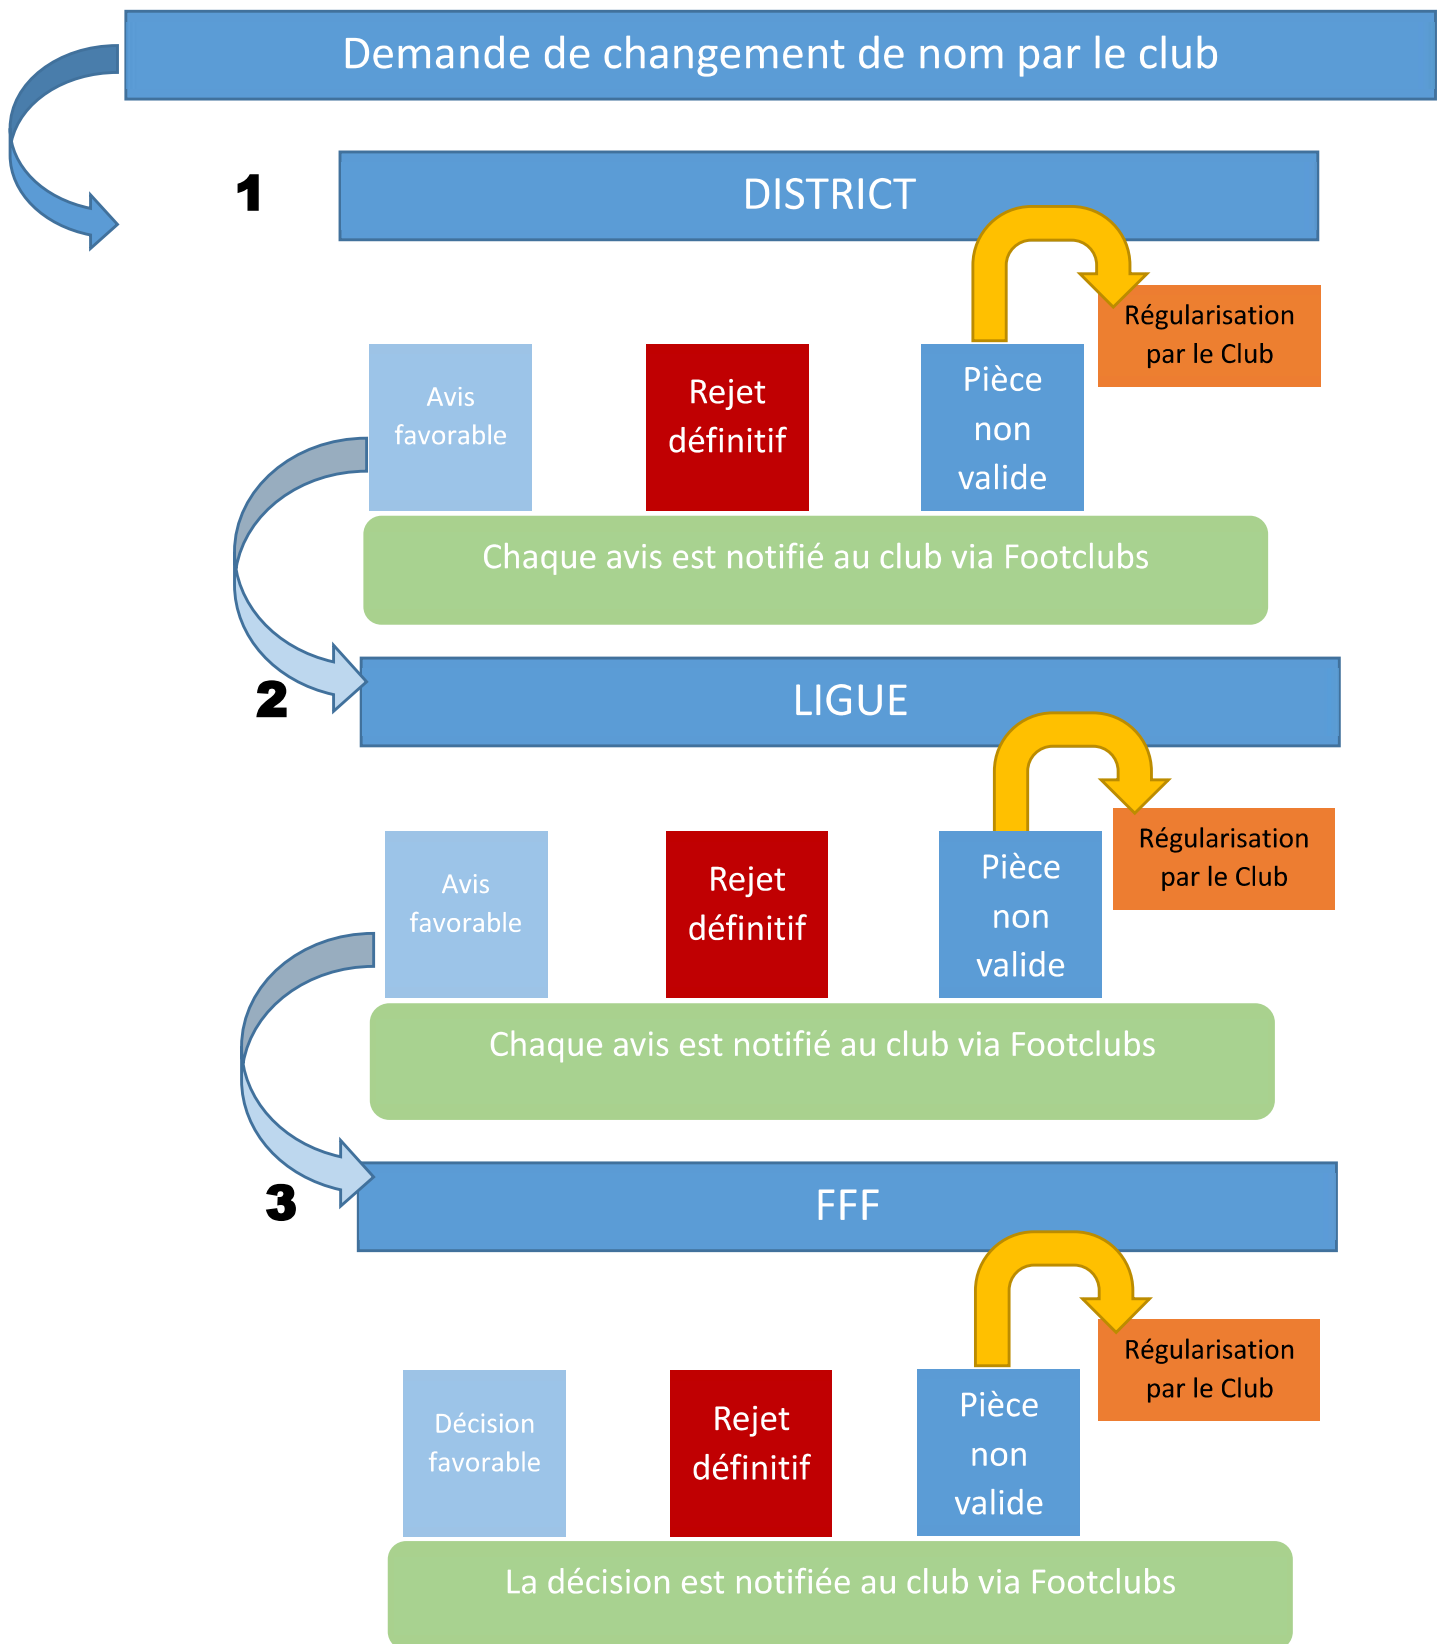 Demande de changement de nom par le club
1
DISTRICT
Régularisation
par le Club
Avis
favorable
Rejet
définitif
Pièce
non
valide
Chaque avis est notifié au club via Footclubs
2
LIGUE
Régularisation
par le Club
Avis
favorable
Rejet
définitif
Pièce
non
valide
Chaque avis est notifié au club via Footclubs
3
FFF
Régularisation
par le Club
Décision
favorable
Rejet
définitif
Pièce
non
valide
La décision est notifiée au club via Footclubs